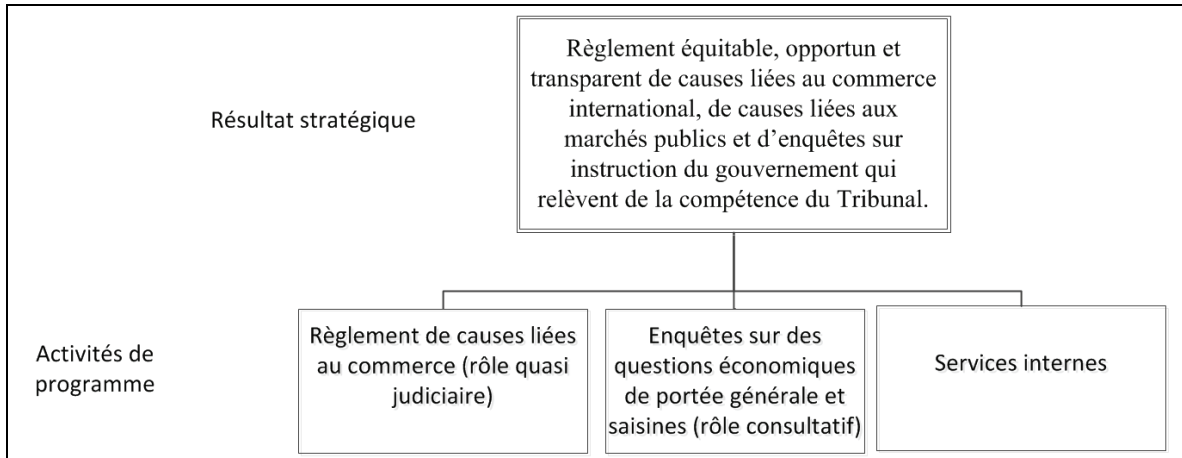 Résultat stratégique
Règlement équitable, opportun et
transparent de causes liées au commerce
international, de causes liées aux
marchés publics et d’enquêtes sur
instruction du gouvernement qui
relèvent de la compétence du Tribunal.
Activités de
programme
Règlement de causes liées
au commerce (rôle quasi
judiciaire)
Enquêtes sur des
questions économiques
de portée générale et
saisines (rôle consultatif)
Services internes